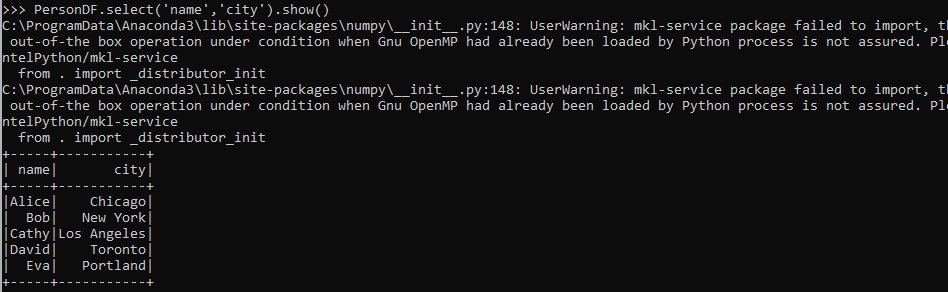 >>> PersonDF.select('name','city').show()
C:\ProgramData\Anaconda3\lib\site-packages\numpy\__init__.py:148: UserWarning: mkl-service package failed to import, 
 out-of-the box operation under condition when Gnu OpenMP had already been loaded by Python process is not assured. 
ntelPython/mkl-service
  from . import _distributor_init
C:\ProgramData\Anaconda3\lib\site-packages\numpy\__init__.py:148: UserWarning: mkl-service package failed to import, 
 out-of-the box operation under condition when Gnu OpenMP had already been loaded by Python process is not assured. 
ntelPython/mkl-service
  from . import _distributor_init
+-----+-----------+
| name|       city|
+-----+-----------+
|Alice|    Chicago|
|  Bob|   New York|
|Cathy|Los Angeles|
|David|    Toronto|
|  Eva|   Portland|
+-----+-----------+